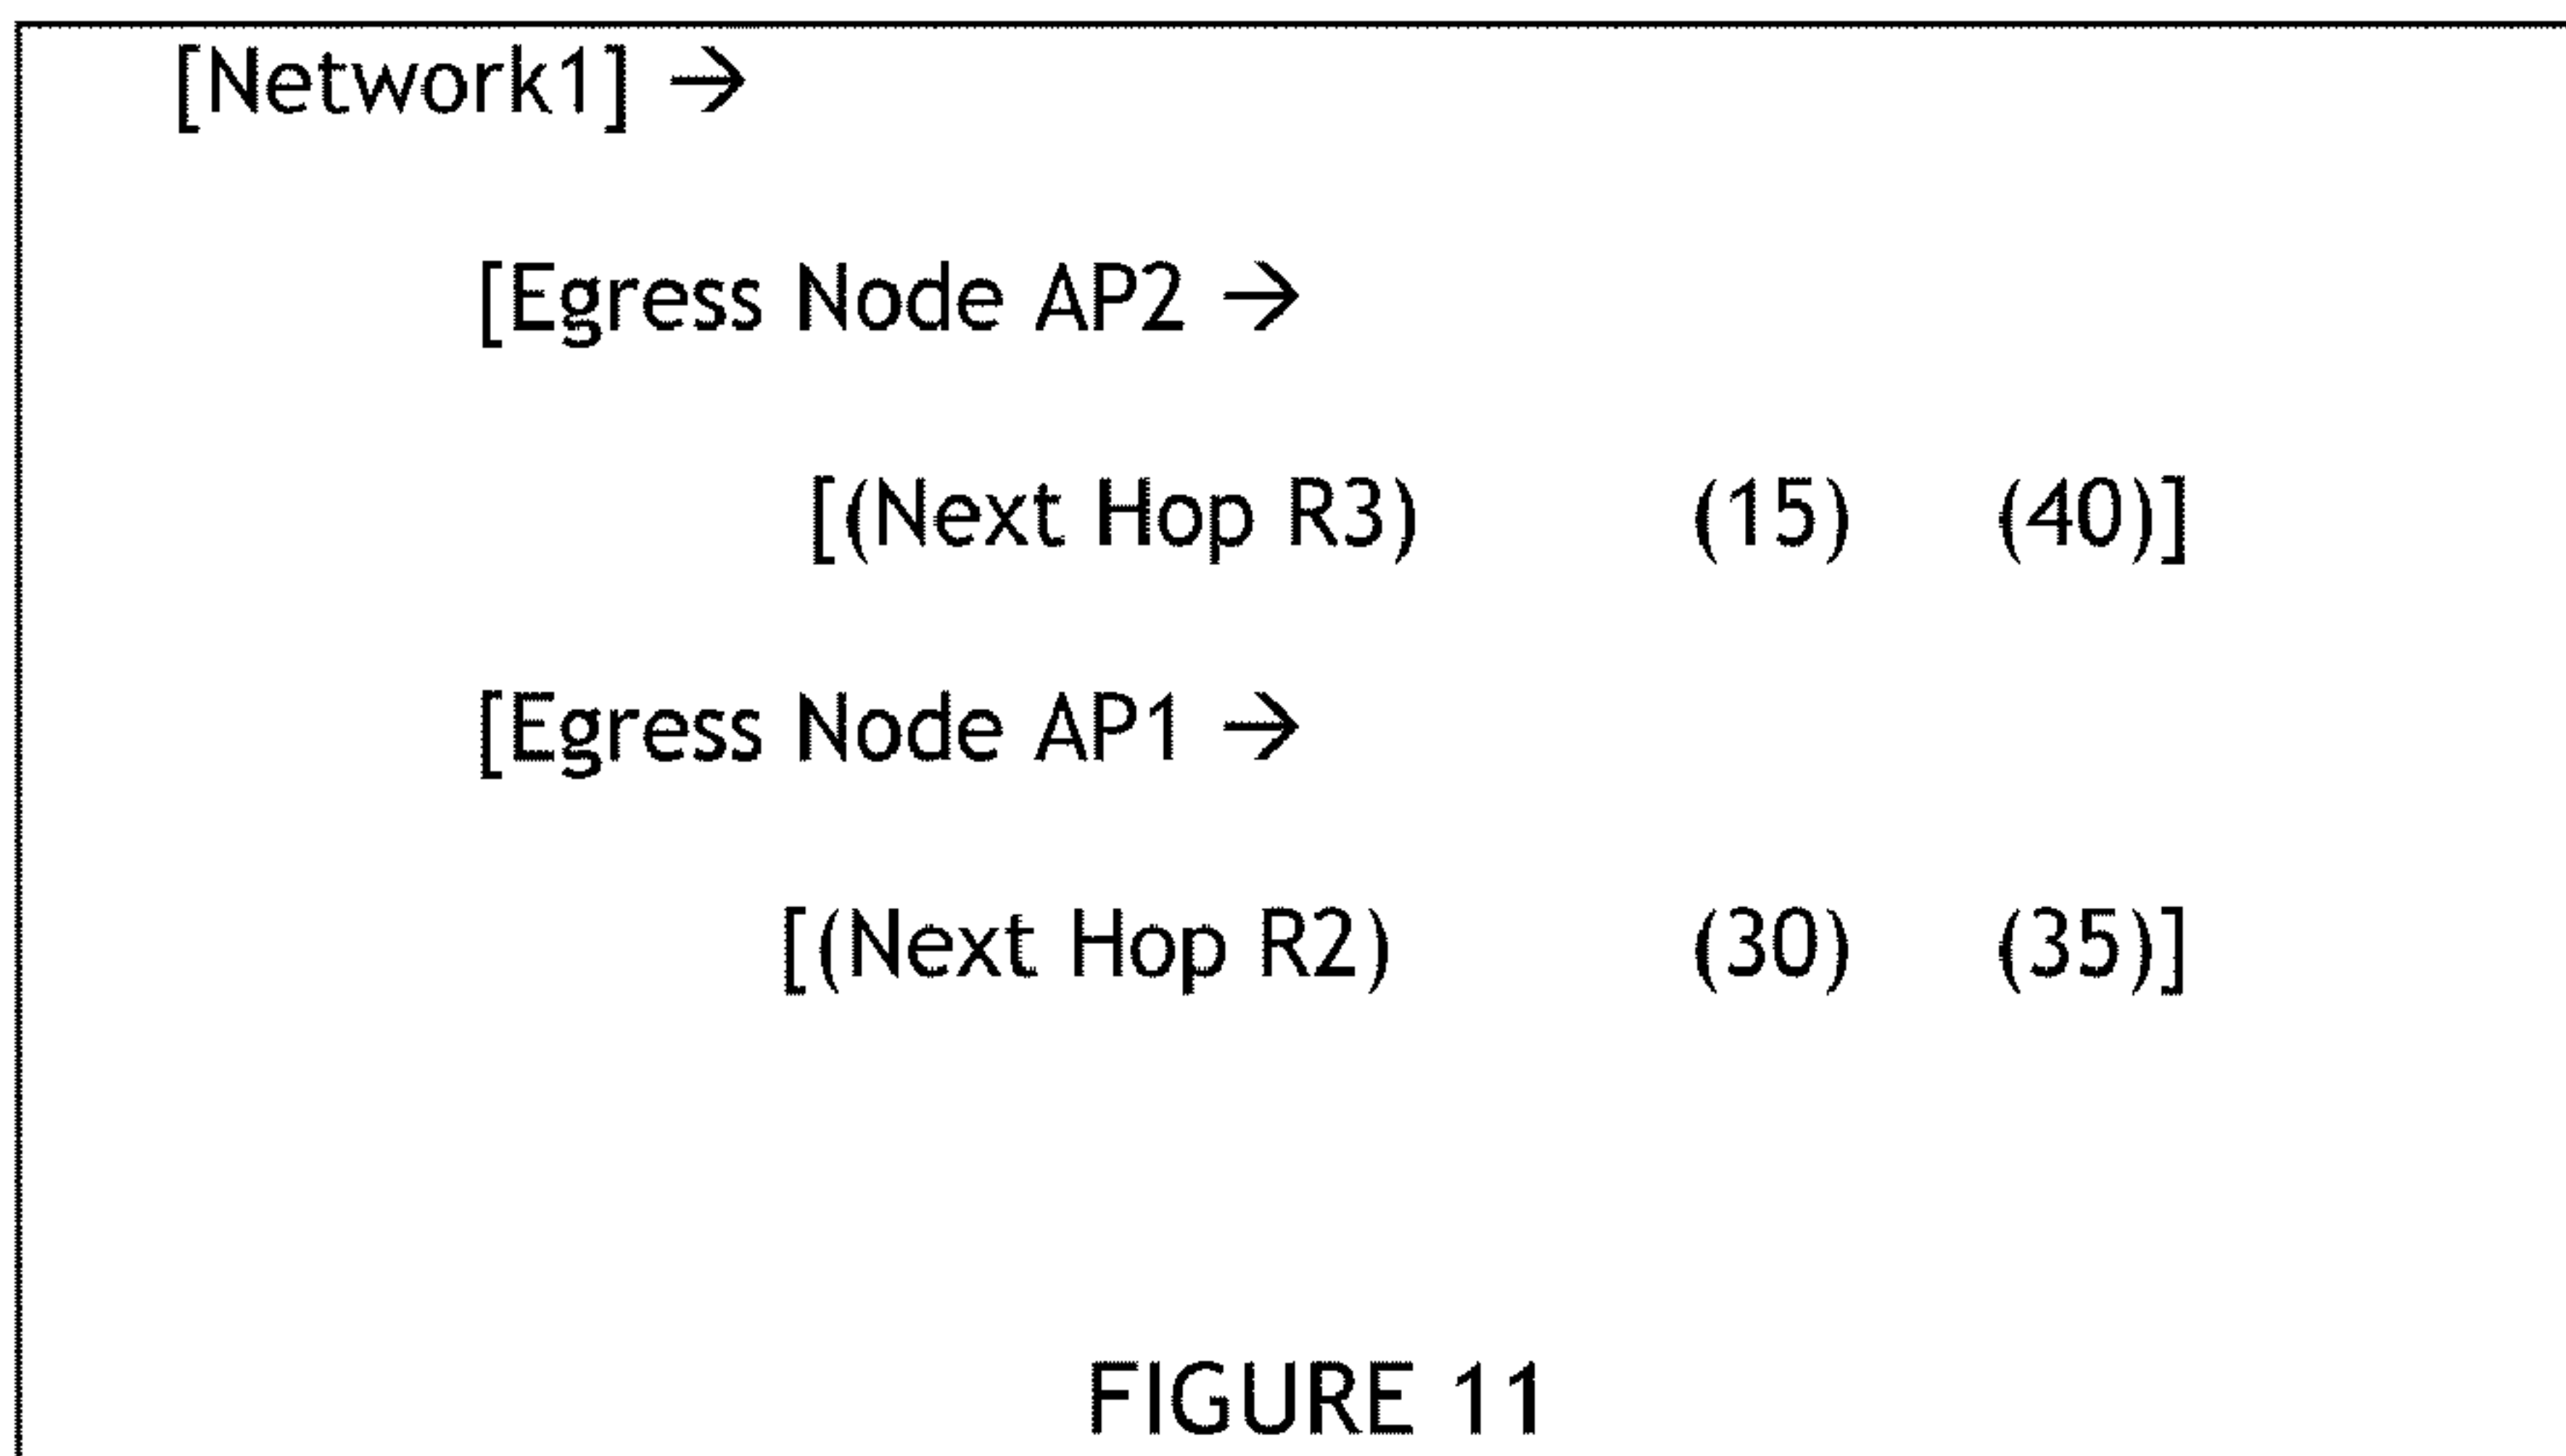 [Network1] →
[Egress Node AP2 →
[(Next Hop R3) (15) (40)]
[Egress Node AP1 →
[(Next Hop R2) (30) (35)]
FIGURE 11